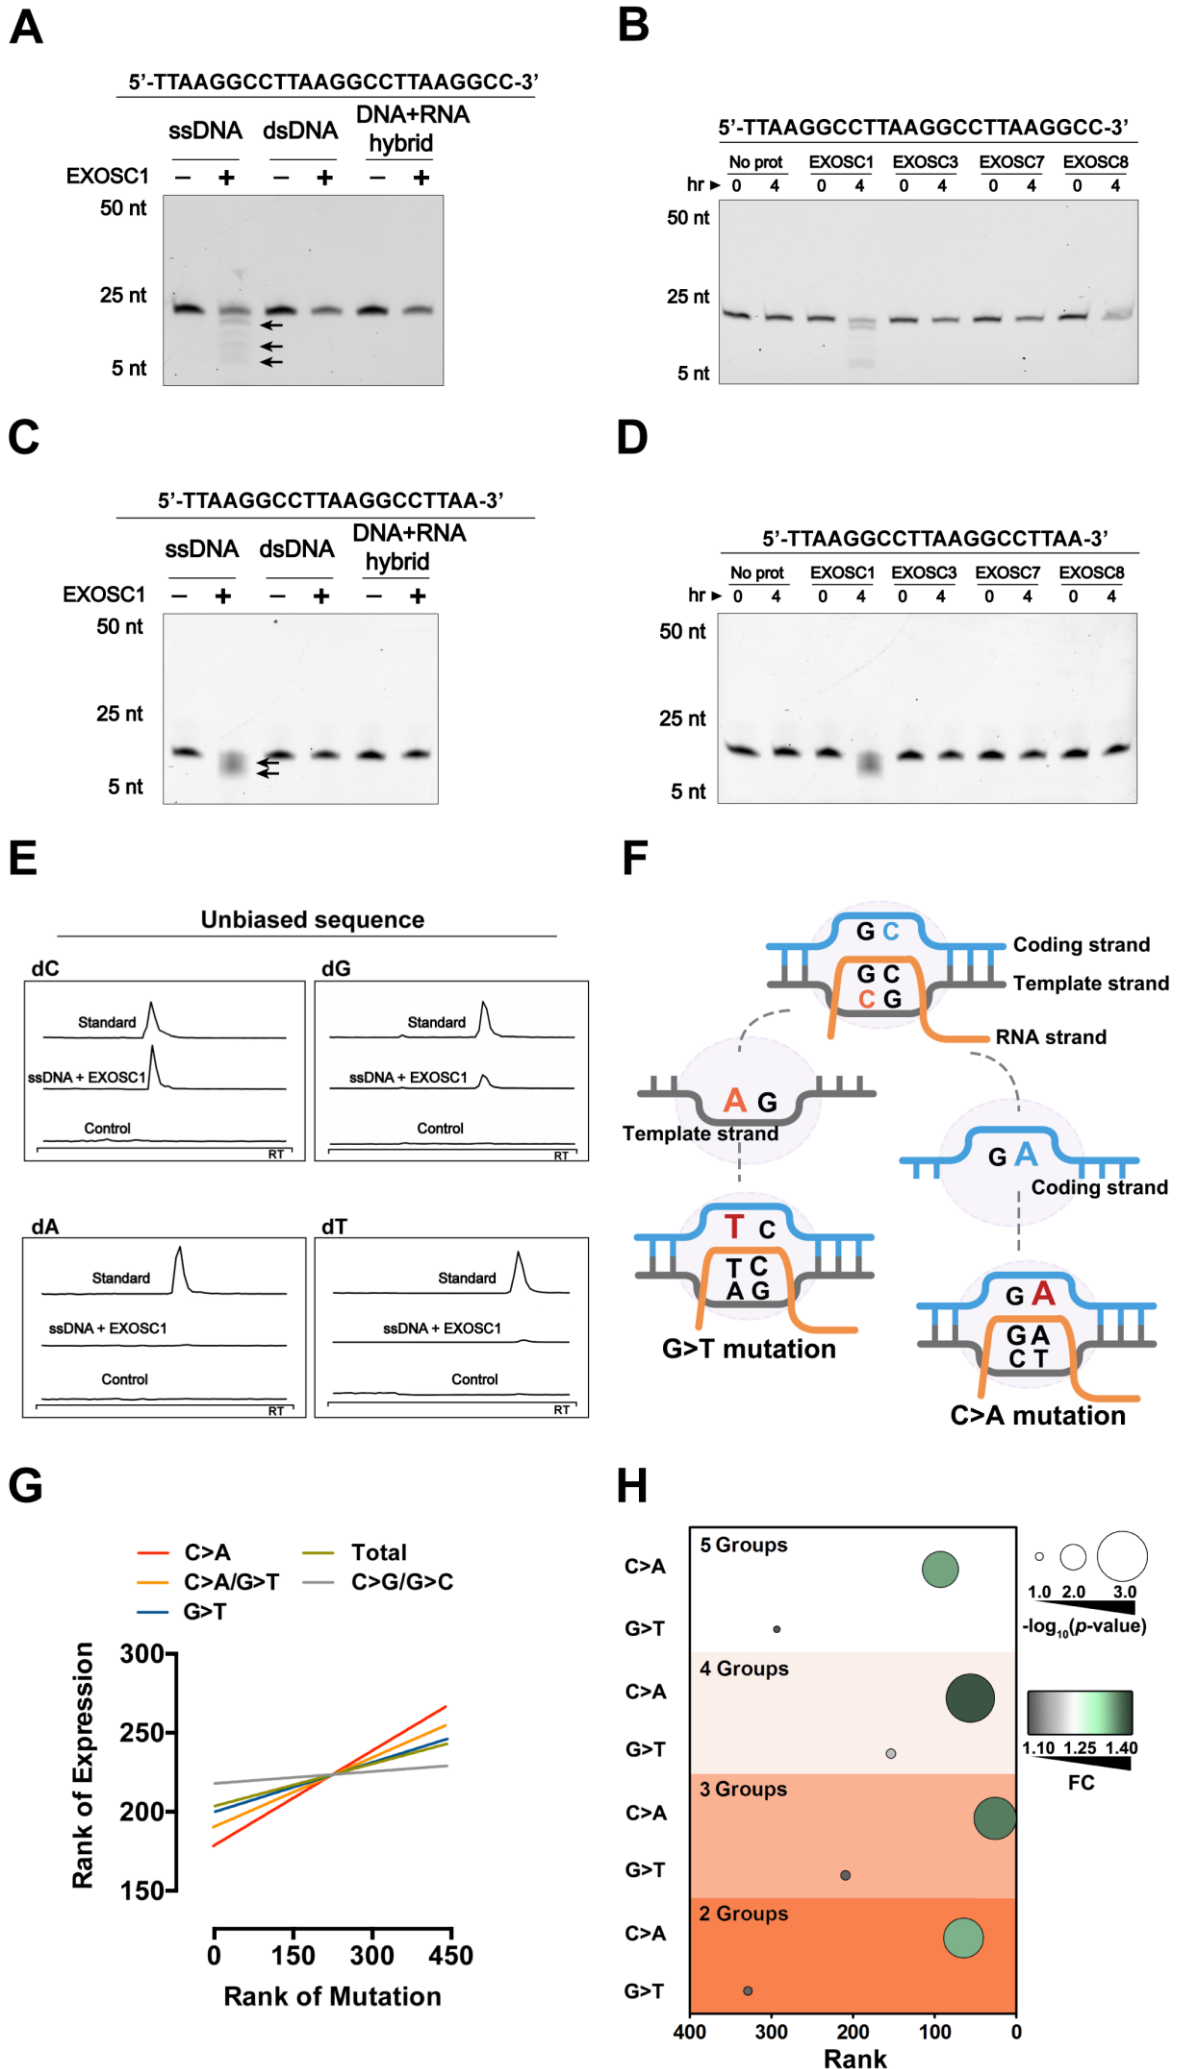 A
5'-TTAAGGCCTTAAGGCCTTAAGGCC-3'
ssDNA dsDNA DNA+RNA
hybrid
EXOSC1 – + – + – +
50 nt
25 nt
5 nt
B
5'-TTAAGGCCTTAAGGCCTTAAGGCC-3'
No prot EXOSC1 EXOSC3 EXOSC7 EXOSC8
hr ► 0 4 0 4 0 4 0 4 0 4
50 nt
25 nt
5 nt
C
5'-TTAAGGCCTTAAGGCCTTAA-3'
ssDNA dsDNA DNA+RNA
hybrid
EXOSC1 – + – + – +
50 nt
25 nt
5 nt
D
5'-TTAAGGCCTTAAGGCCTTAA-3'
No prot EXOSC1 EXOSC3 EXOSC7 EXOSC8
hr ► 0 4 0 4 0 4 0 4 0 4
50 nt
25 nt
5 nt
E
Unbiased sequence
dC
Standard
ssDNA + EXOSC1
Control
RT
dG
Standard
ssDNA + EXOSC1
Control
RT
dA
Standard
ssDNA + EXOSC1
Control
RT
dT
Standard
ssDNA + EXOSC1
Control
RT
F
G C
Coding strand
G C
Template strand
C G
RNA strand
A G
Template strand
G A
Coding strand
T C
T C
A G
G>T mutation
G A
G A
C T
C>A mutation
G
C>A
C>A/G>T
G>T
Total
C>G/G>C
Rank of Expression
300
250
200
150
0 150 300 450
Rank of Mutation
H
5 Groups
C>A
G>T
4 Groups
C>A
G>T
3 Groups
C>A
G>T
2 Groups
C>A
G>T
400 300 200 100 0
Rank
1.0 2.0 3.0
-log10(p-value)
1.10 1.25 1.40
FC